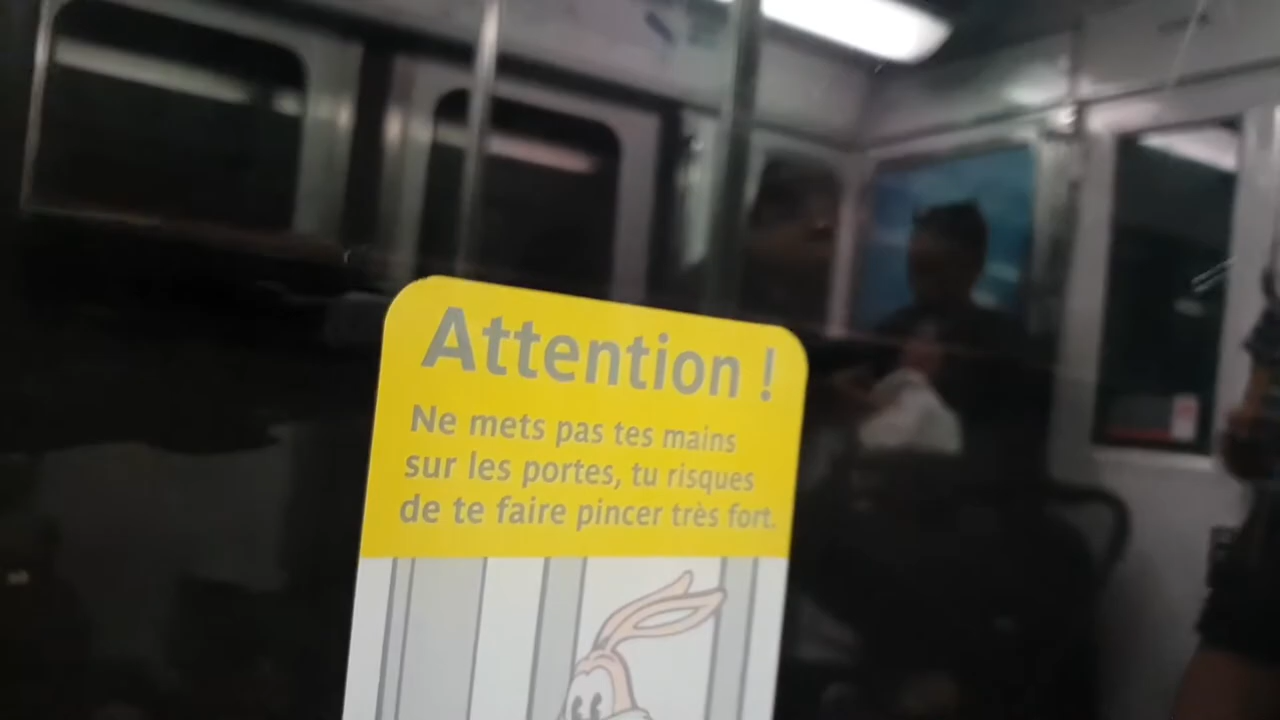 Attention !
Ne mets pas tes mains
sur les portes, tu risques
de te faire pincer très fort.